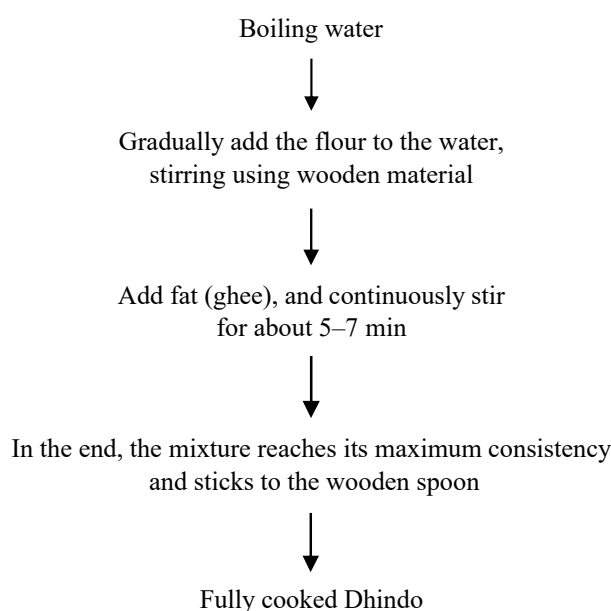 Boiling water
Gradually add the flour to the water,
stirring using wooden material
Add fat (ghee), and continuously stir
for about 5–7 min
In the end, the mixture reaches its maximum consistency
and sticks to the wooden spoon
Fully cooked Dhindo